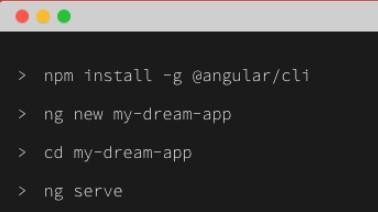 > npm install -g @angular/cli
> ng new my-dream-app
> cd my-dream-app
> ng serve